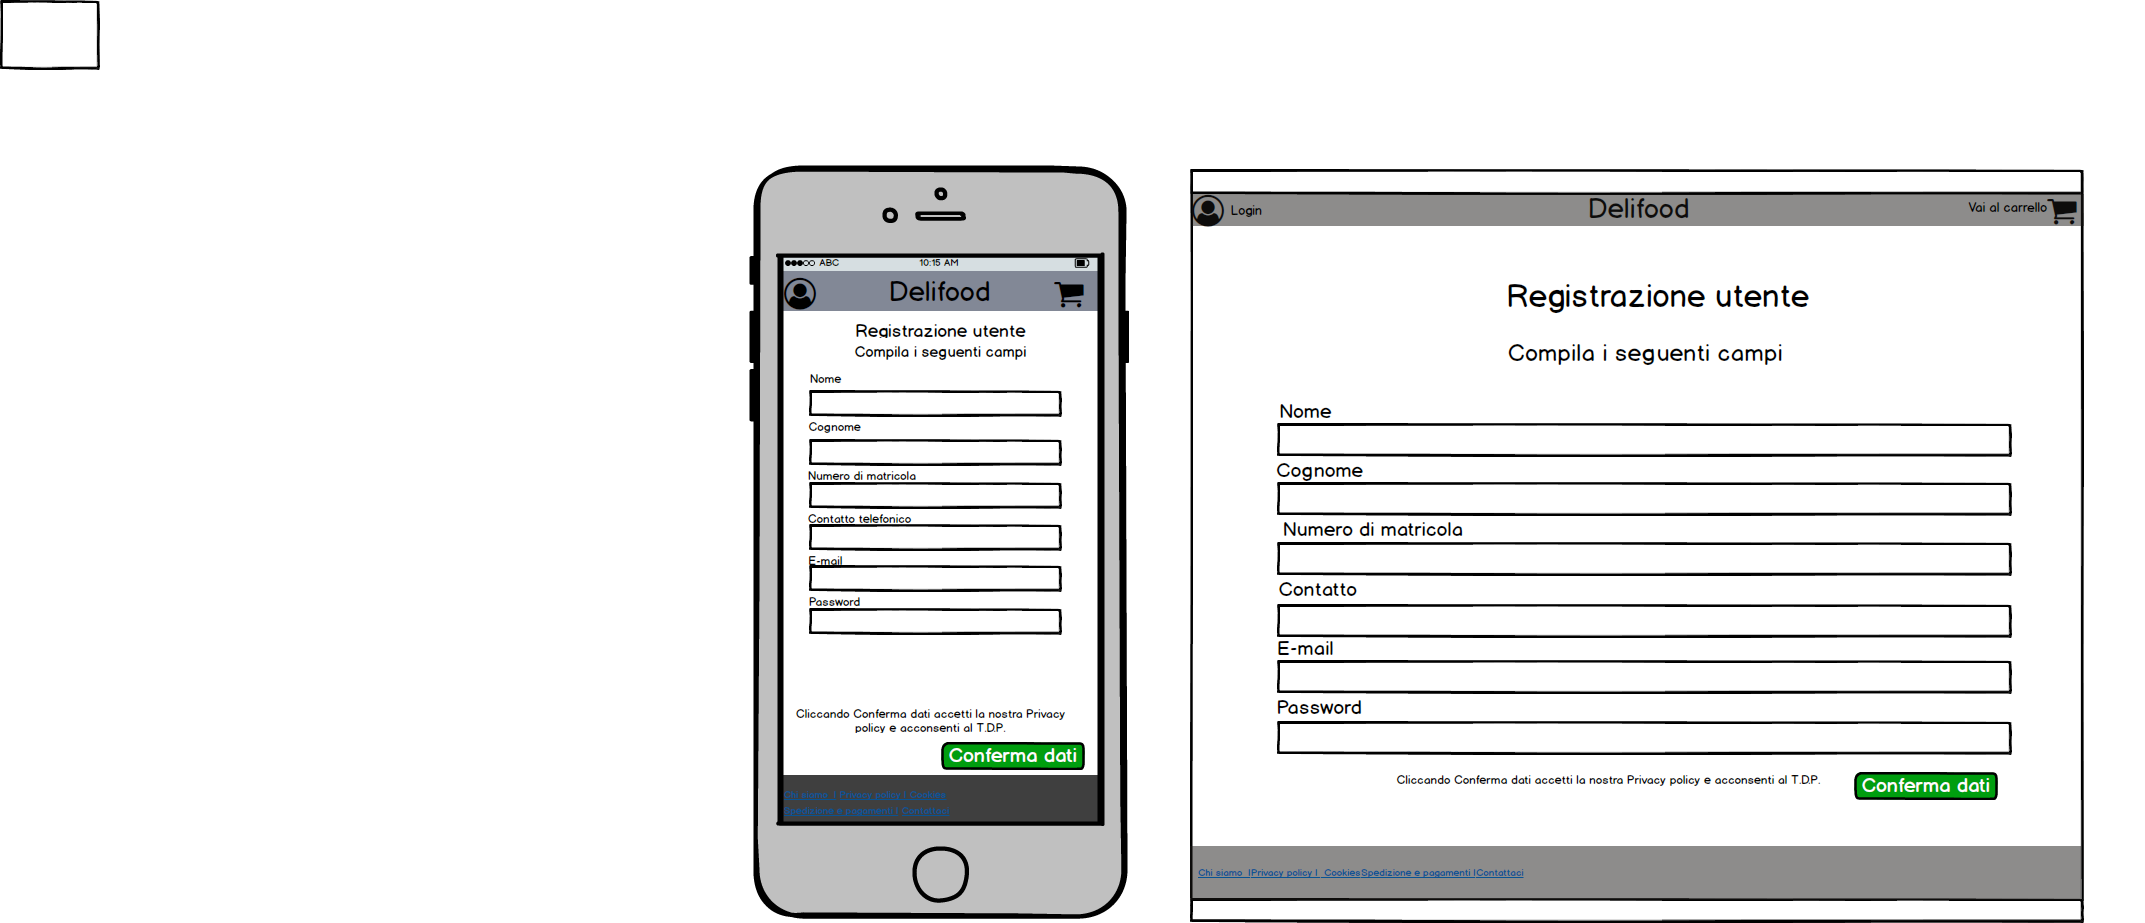 ABC 10:15 AM
Delifood
Registrazione utente
Compila i seguenti campi
Nome
Cognome
Numero di matricola
Contatto telefonico
E-mail
Password
Cliccando Conferma dati accetti la nostra Privacy
policy e acconsenti al T.D.P.
Conferma dati
Chi siamo | Privacy policy | Cookies
Spedizione e pagamenti | Contattaci
Login Delifood Vai al carrello
Registrazione utente
Compila i seguenti campi
Nome
Cognome
Numero di matricola
Contatto
E-mail
Password
Cliccando Conferma dati accetti la nostra Privacy policy e acconsenti al T.D.P.
Conferma dati
Chi siamo |Privacy policy | CookiesSpedizione e pagamenti |Contattaci